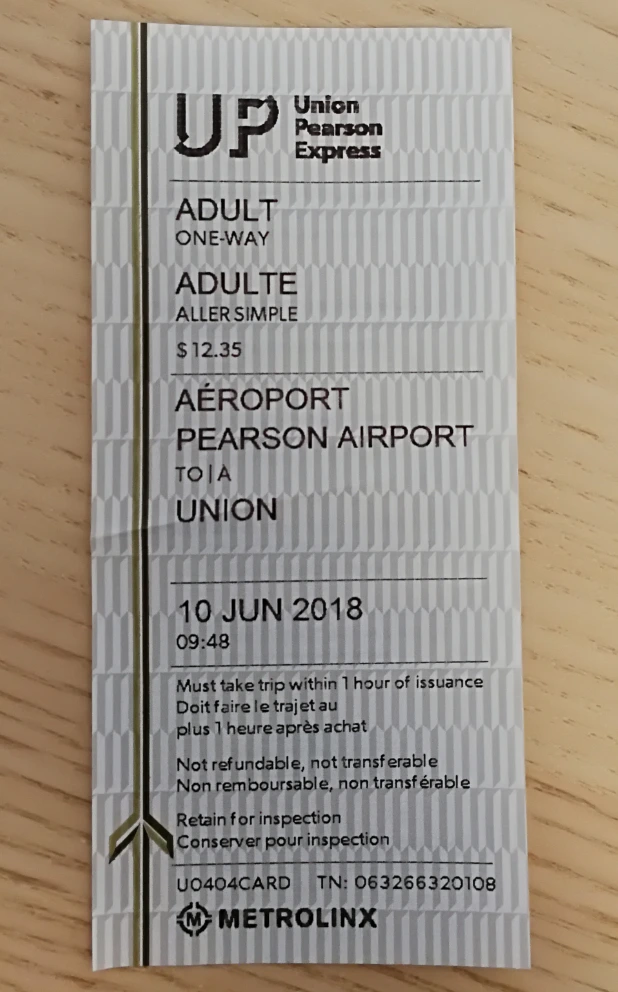 UP Union
Pearson
Express
ADULT
ONE-WAY
ADULTE
ALLER SIMPLE
$12.35
AÉROPORT
PEARSON AIRPORT
TO | À
UNION
10 JUN 2018
09:48
Must take trip within 1 hour of issuance
Doit faire le trajet au
plus 1 heure après achat
Not refundable, not transferable
Non remboursable, non transférable
Retain for inspection
Conserver pour inspection
U0404CARD TN: 063266320108
M METROLINX